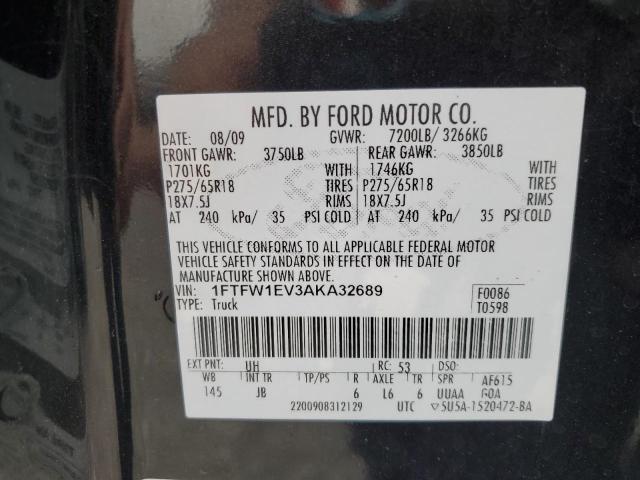 MFD. BY FORD MOTOR CO.
DATE: 08/09 GVWR: 7200LB/ 3266KG
FRONT GAWR: 3750LB REAR GAWR: 3850LB
1701KG WITH 1746KG WITH
P275/65R18 TIRES P275/65R18 TIRES
18X7.5J RIMS 18X7.5J RIMS
AT 240 kPa/ 35 PSI COLD AT 240 kPa/ 35 PSI COLD
THIS VEHICLE CONFORMS TO ALL APPLICABLE FEDERAL MOTOR
VEHICLE SAFETY STANDARDS IN EFFECT ON THE DATE OF
MANUFACTURE SHOWN ABOVE.
VIN: 1FTFW1EV3AKA32689 F0086
TYPE: Truck T0598
EXT PNT: UH RC: 53 DSO:
WB INT TR TP/PS R AXLE TR SPR AF615
145 JB 6 L6 6 UUAA GOA
2200908312129 UTC ▽5U5A-1520472-BA